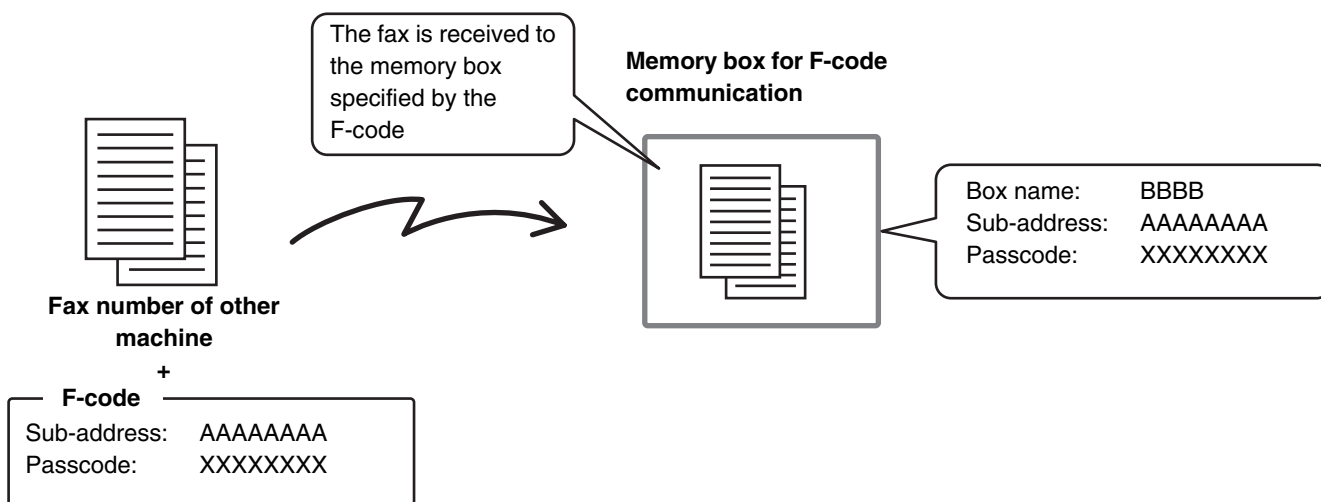 The fax is received to
the memory box
specified by the
F-code
Memory box for F-code
communication
Box name: BBBB
Sub-address: AAAAAAAA
Passcode: XXXXXXXX
Fax number of other
machine
+
F-code
Sub-address: AAAAAAAA
Passcode: XXXXXXXX